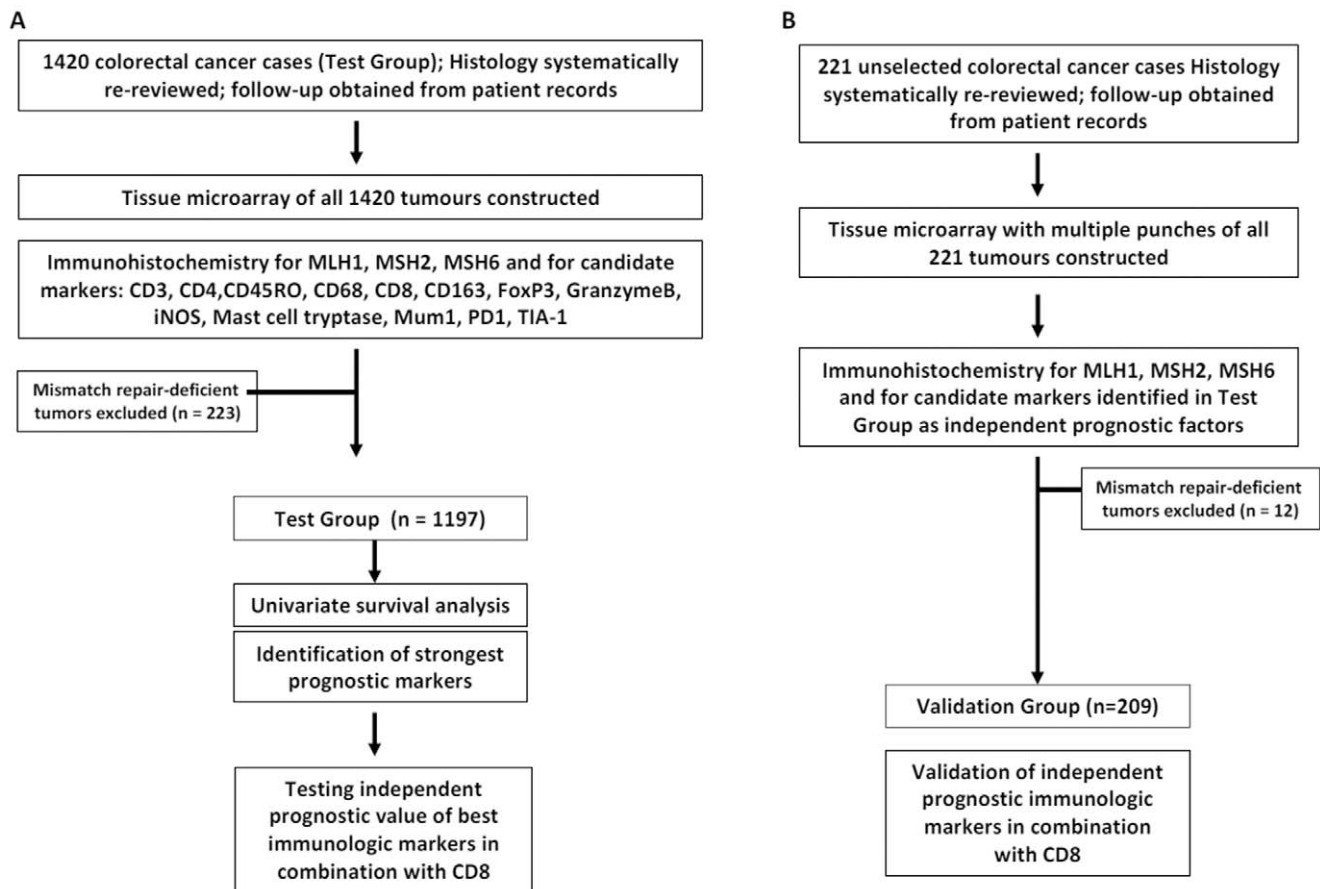 A
1420 colorectal cancer cases (Test Group); Histology systematically
re-reviewed; follow-up obtained from patient records
Tissue microarray of all 1420 tumours constructed
Immunohistochemistry for MLH1, MSH2, MSH6 and for candidate
markers: CD3, CD4,CD45RO, CD68, CD8, CD163, FoxP3, GranzymeB,
iNOS, Mast cell tryptase, Mum1, PD1, TIA-1
Mismatch repair-deficient
tumors excluded (n = 223)
Test Group (n = 1197)
Univariate survival analysis
Identification of strongest
prognostic markers
Testing independent
prognostic value of best
immunologic markers in
combination with CD8
B
221 unselected colorectal cancer cases Histology
systematically re-reviewed; follow-up obtained
from patient records
Tissue microarray with multiple punches of all
221 tumours constructed
Immunohistochemistry for MLH1, MSH2, MSH6
and for candidate markers identified in Test
Group as independent prognostic factors
Mismatch repair-deficient
tumors excluded (n = 12)
Validation Group (n=209)
Validation of independent
prognostic immunologic
markers in combination
with CD8